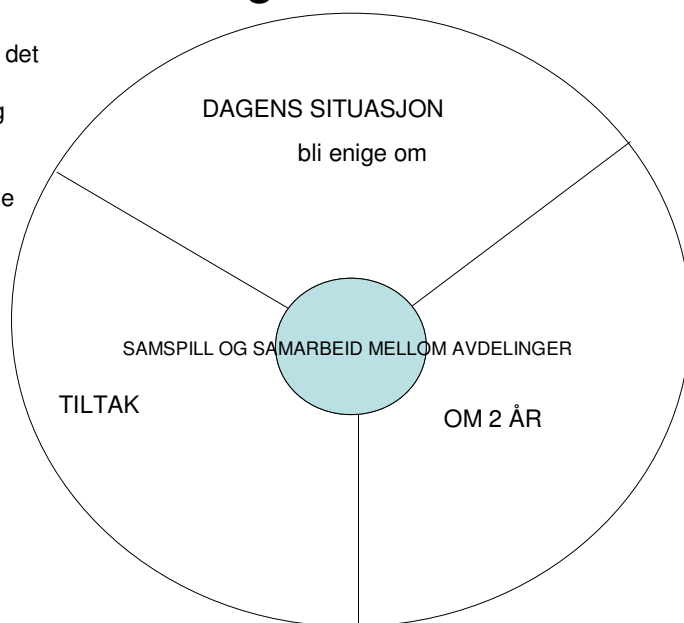 g
det
DAGENS SITUASJON
g
bli enige om
e
SAMSPILL OG SAMARBEID MELLOM AVDELINGER
TILTAK
OM 2 ÅR